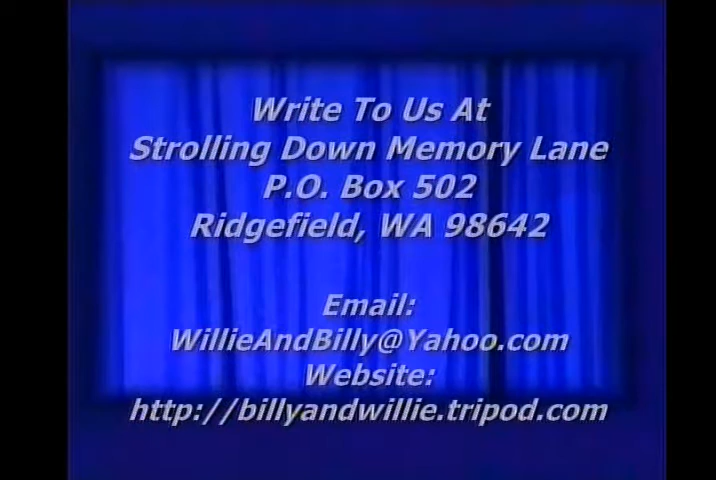 Write To Us At
Strolling Down Memory Lane
P.O. Box 502
Ridgefield, WA 98642
Email:
WillieAndBilly@Yahoo.com
Website:
http://billyandwillie.tripod.com